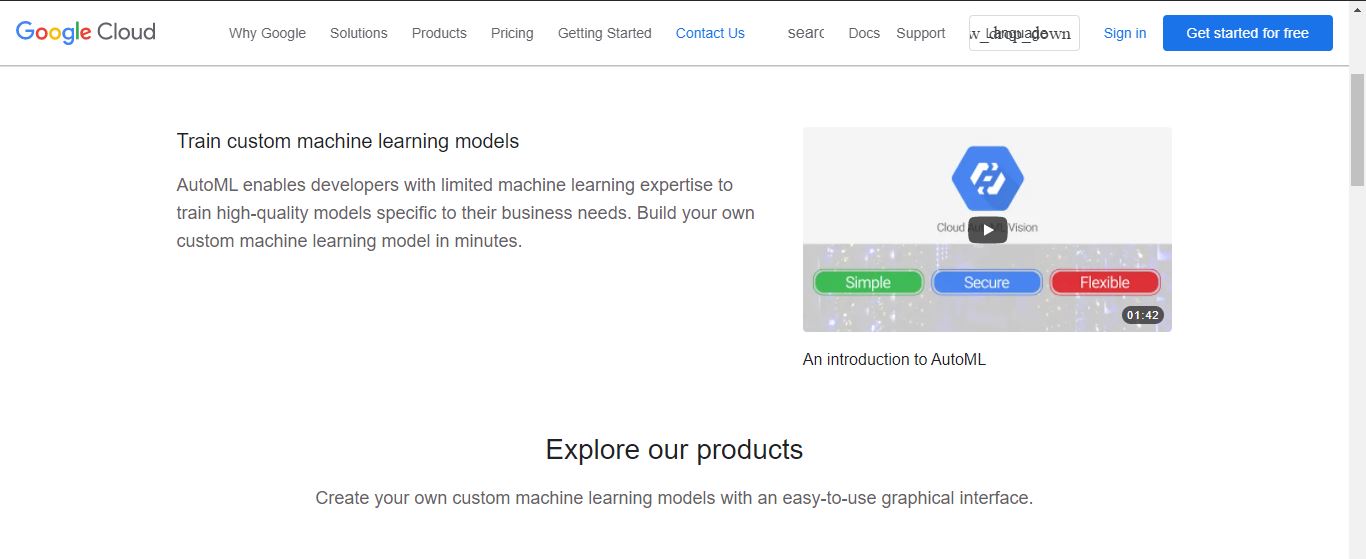 Google Cloud
Why Google
Solutions
Products
Pricing
Getting Started
Contact Us
searc
Docs
Support
Language
w_drop_down
Sign in
Get started for free
Train custom machine learning models
AutoML enables developers with limited machine learning expertise to
train high-quality models specific to their business needs. Build your own
custom machine learning model in minutes.
Cloud AutoML Vision
Simple
Secure
Flexible
01:42
An introduction to AutoML
Explore our products
Create your own custom machine learning models with an easy-to-use graphical interface.